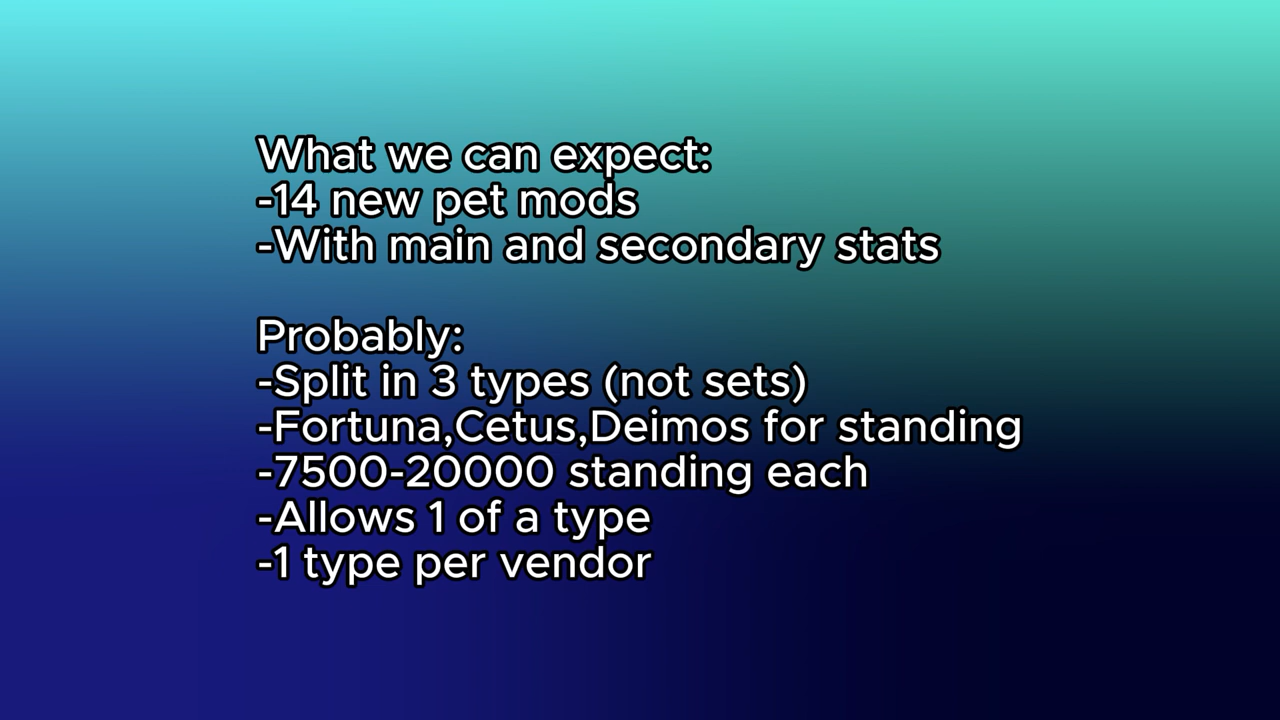 What we can expect:
-14 new pet mods
-With main and secondary stats
Probably:
-Split in 3 types (not sets)
-Fortuna,Cetus,Deimos for standing
-7500-20000 standing each
-Allows 1 of a type
-1 type per vendor